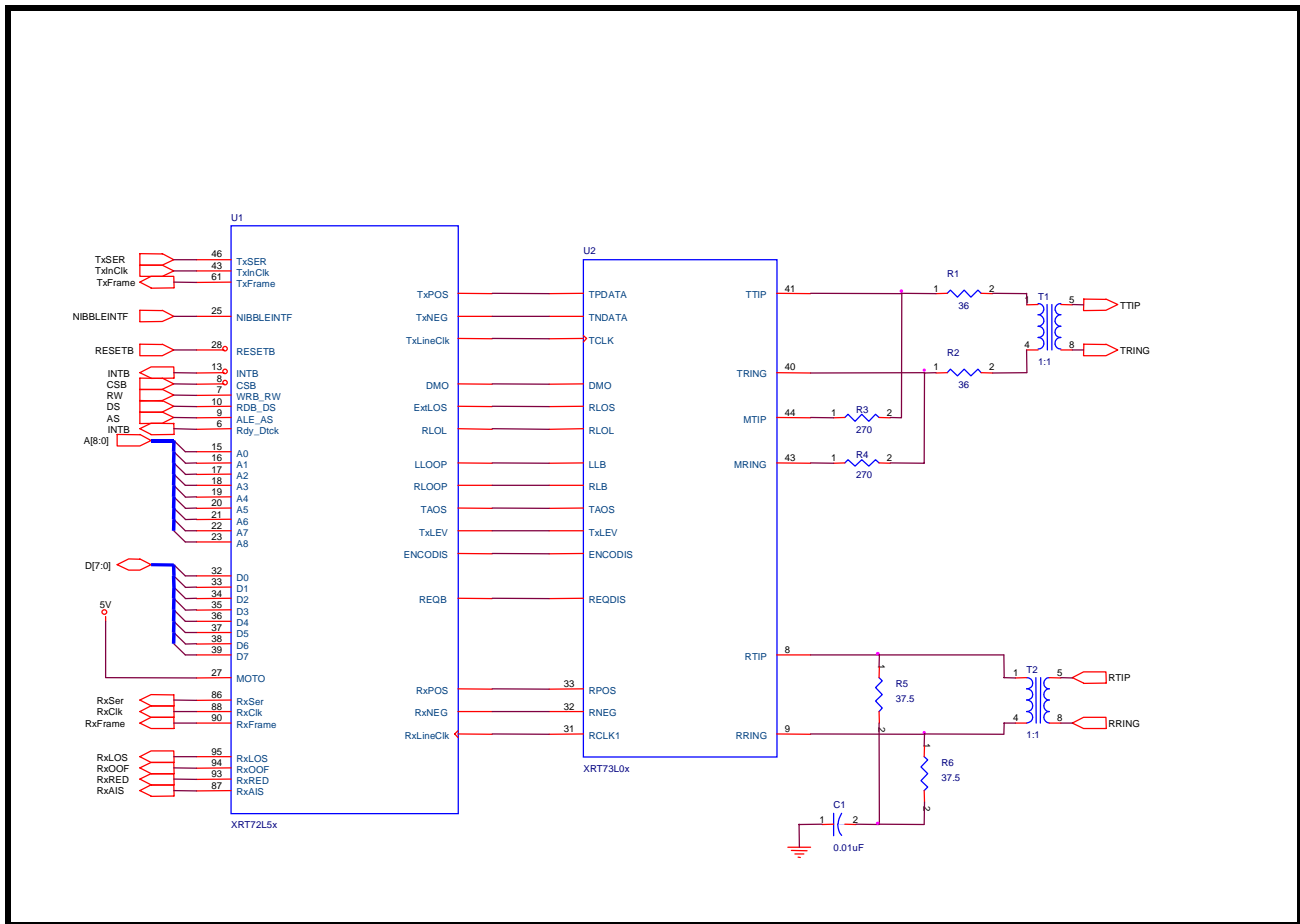 U1
TxSER 46 TxSER
TxInClk 43 TxInClk
TxFrame 61 TxFrame
NIBBLEINTF 25 NIBBLEINTF
RESETB 28 RESETB
INTB 13 INTB
CSB 8 CSB
RW 7 WRB_RW
DS 10 RDB_DS
AS 9 ALE_AS
INTB 6 Rdy_Dtck
A[8:0]
15 A0
16 A1
17 A2
18 A3
19 A4
20 A5
21 A6
22 A7
23 A8
D[7:0]
32 D0
33 D1
34 D2
35 D3
36 D4
37 D5
38 D6
39 D7
5V
27 MOTO
RxSer 86 RxSer
RxClk 88 RxClk
RxFrame 90 RxFrame
RxLOS 95 RxLOS
RxOOF 94 RxOOF
RxRED 93 RxRED
RxAIS 87 RxAIS
XRT72L5x
TxPOS
TxNEG
TxLineClk
DMO
ExtLOS
RLOL
LLOOP
RLOOP
TAOS
TxLEV
ENCODIS
REQB
RxPOS
RxNEG
RxLineClk
U2
TPDATA
TNDATA
TCLK
DMO
RLOS
RLOL
LLB
RLB
TAOS
TxLEV
ENCODIS
REQDIS
33 RPOS
32 RNEG
31 RCLK1
XRT73L0x
TTIP 41
TRING 40
MTIP 44
MRING 43
RTIP 8
RRING 9
R1
1 2
36
R2
1 2
36
R3
1 2
270
R4
1 2
270
T1
1 5
4 8
1:1
TTIP
TRING
R5
1 2
37.5
R6
1 2
37.5
T2
1 5
4 8
1:1
RTIP
RRING
C1
1 2
0.01uF